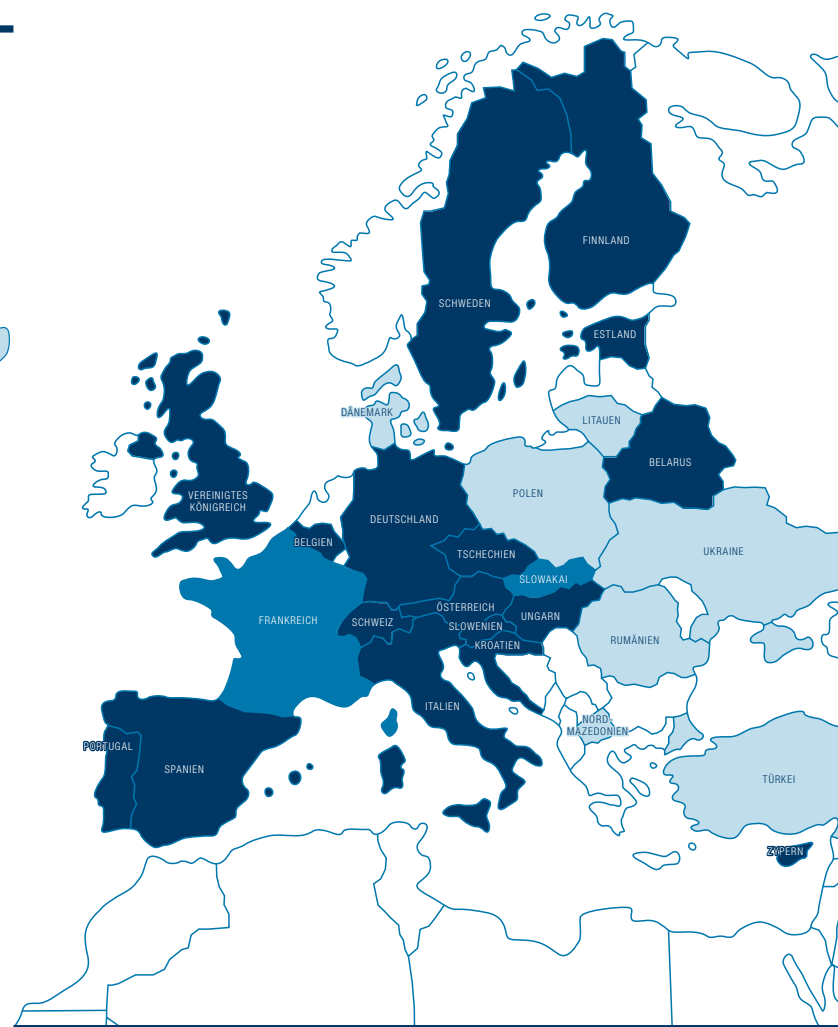 FINNLAND
SCHWEDEN
ESTLAND
DÄNEMARK
LITAUEN
BELARUS
POLEN
VEREINIGTES
KÖNIGREICH
DEUTSCHLAND
BELGIEN
TSCHECHIEN
UKRAINE
SLOWAKAI
ÖSTERREICH
UNGARN
FRANKREICH
SCHWEIZ
SLOWENIEN
RUMÄNIEN
KROATIEN
ITALIEN
NORD-
MAZEDONIEN
PORTUGAL
SPANIEN
TÜRKEI
ZYPERN